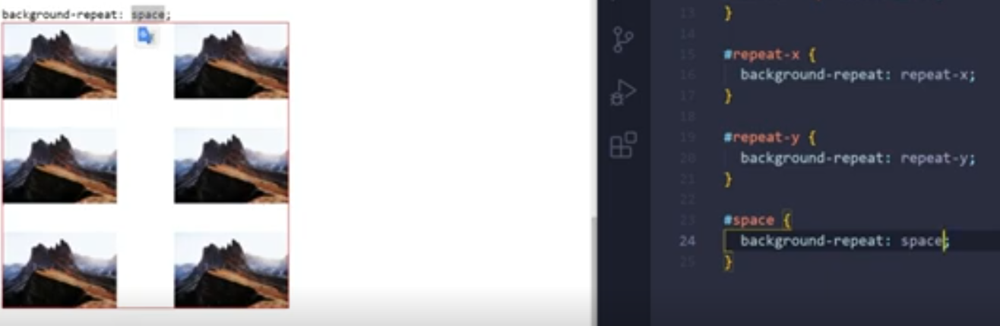 background-repeat: space;
13 }
14
15 #repeat-x {
16 background-repeat: repeat-x;
17 }
18
19 #repeat-y {
20 background-repeat: repeat-y;
21 }
22
23 #space {
24 background-repeat: space;
25 }